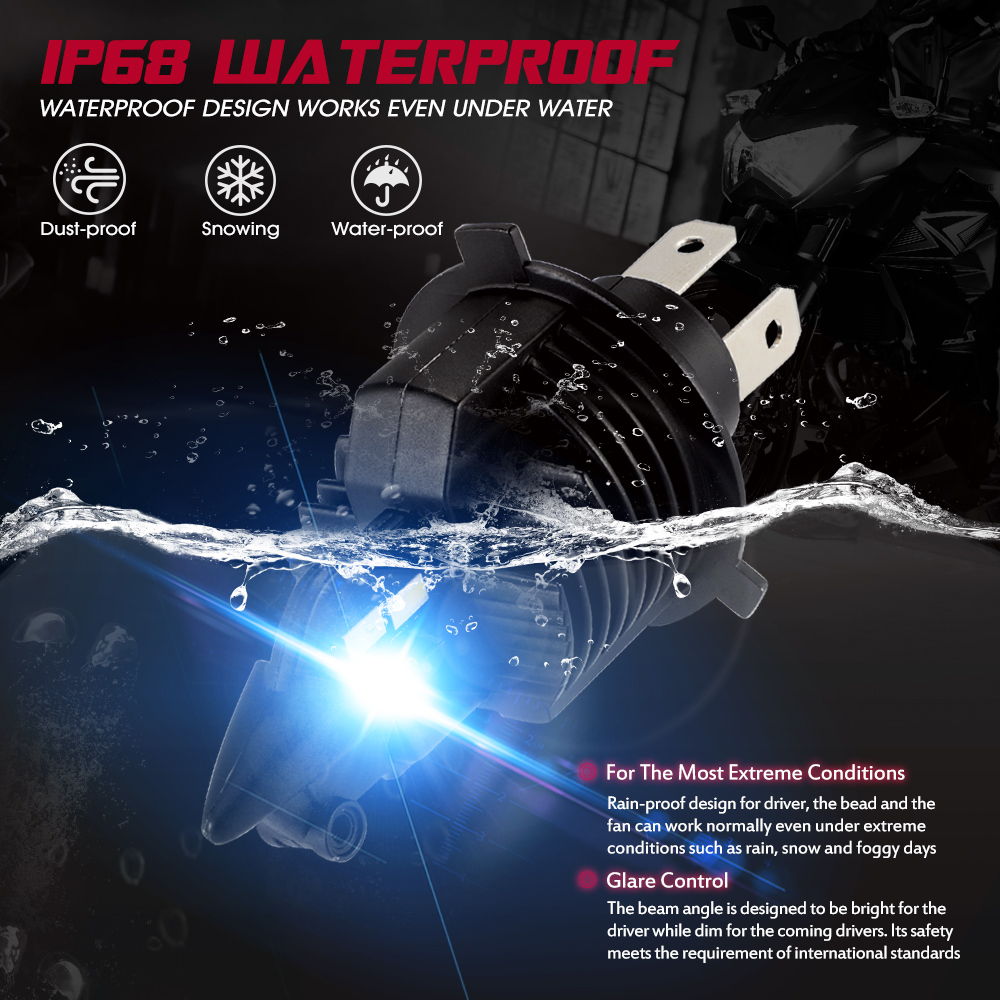 IP68 WATERPROOF
WATERPROOF DESIGN WORKS EVEN UNDER WATER
Dust-proof
Snowing
Water-proof
For The Most Extreme Conditions
Rain-proof design for driver, the bead and the
fan can work normally even under extreme
conditions such as rain, snow and foggy days
Glare Control
The beam angle is designed to be bright for the
driver while dim for the coming drivers. Its safety
meets the requirement of international standards